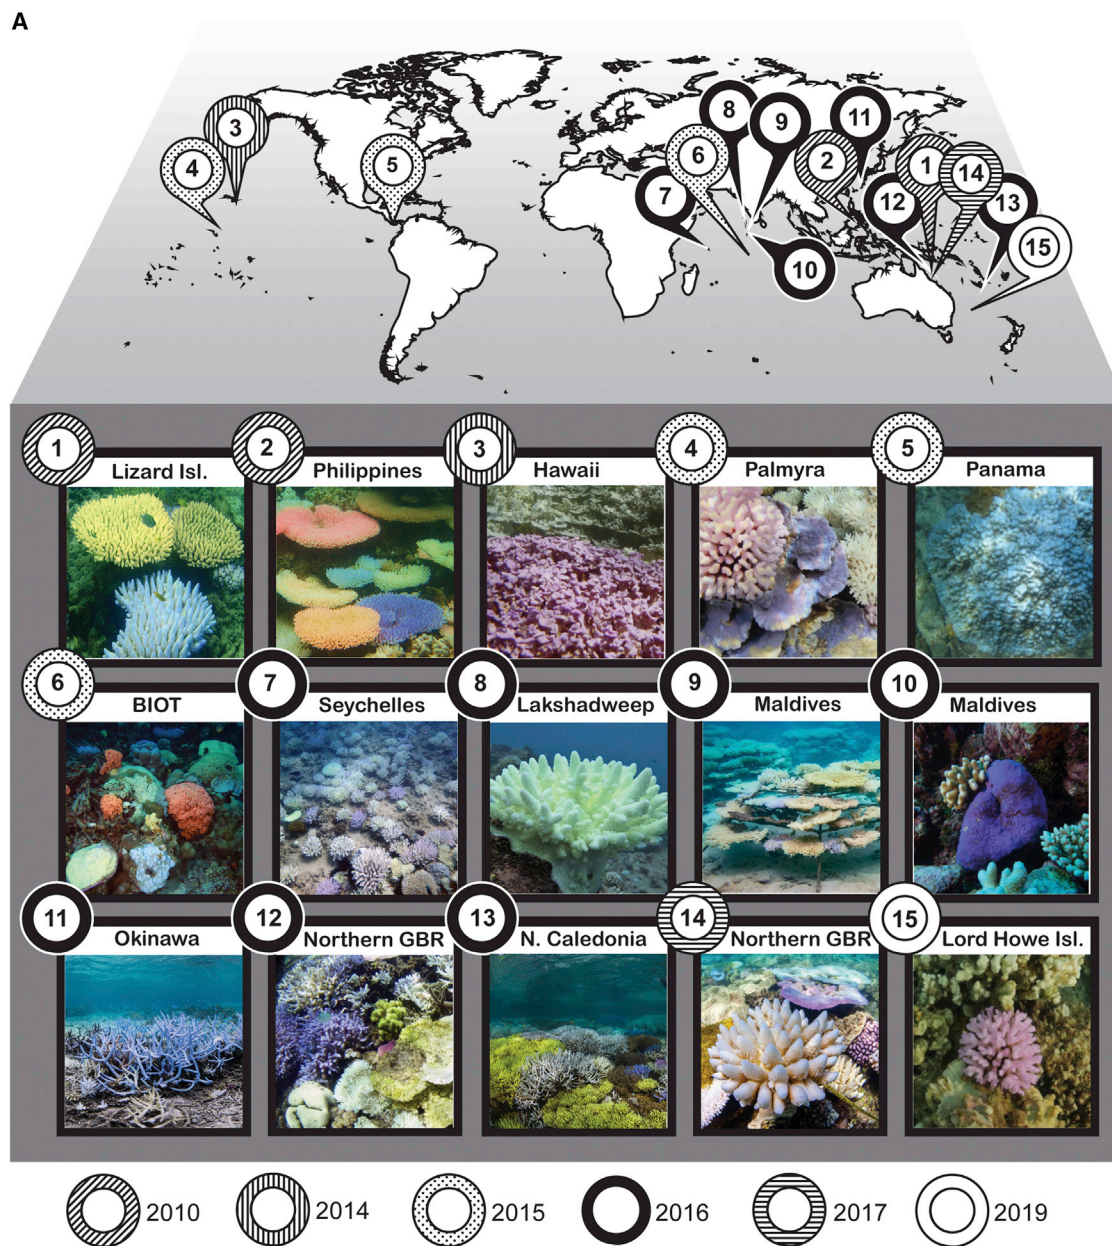 A
3
4
5
8
9
11
6
2
1
14
7
12
13
15
10
1
2
3
4
5
Lizard Isl.
Philippines
Hawaii
Palmyra
Panama
6
7
8
9
10
BIOT
Seychelles
Lakshadweep
Maldives
Maldives
11
12
13
14
15
Okinawa
Northern GBR
N. Caledonia
Northern GBR
Lord Howe Isl.
2010
2014
2015
2016
2017
2019